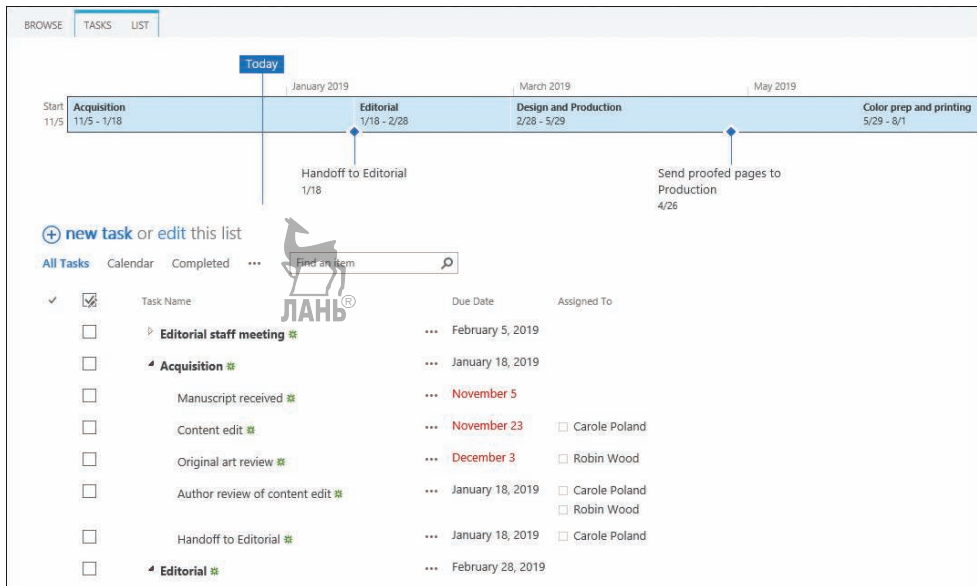 BROWSE TASKS LIST
Today
January 2019 March 2019 May 2019
Start Acquisition Editorial Design and Production Color prep and printing
11/5 11/5 - 1/18 1/18 - 2/28 2/28 - 5/29 5/29 - 8/1
Handoff to Editorial Send proofed pages to
1/18 Production
4/26
new task or edit this list
All Tasks Calendar Completed ••• Find an item
ЛАНЬ®
Task Name Due Date Assigned To
Editorial staff meeting ••• February 5, 2019
Acquisition ••• January 18, 2019
Manuscript received ••• November 5
Content edit ••• November 23 Carole Poland
Original art review ••• December 3 Robin Wood
Author review of content edit ••• January 18, 2019 Carole Poland
Robin Wood
Handoff to Editorial ••• January 18, 2019 Carole Poland
Editorial ••• February 28, 2019